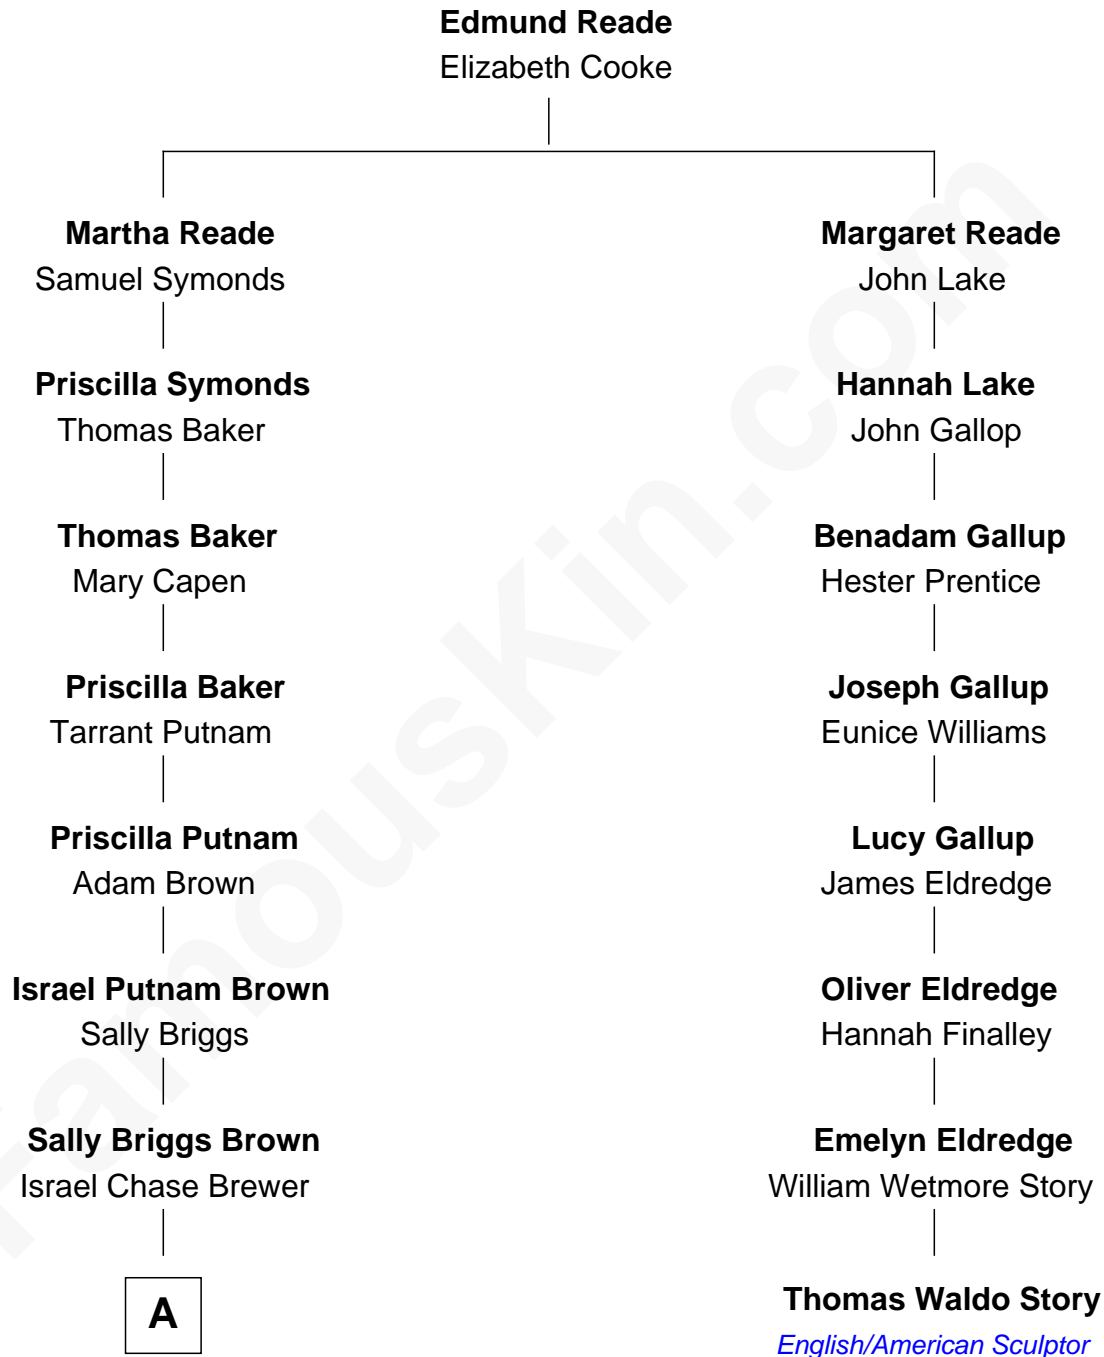 Edmund Reade
Elizabeth Cooke
Martha Reade
Samuel Symonds
Margaret Reade
John Lake
Priscilla Symonds
Thomas Baker
Hannah Lake
John Gallop
Thomas Baker
Mary Capen
Benadam Gallup
Hester Prentice
Priscilla Baker
Tarrant Putnam
Joseph Gallup
Eunice Williams
Priscilla Putnam
Adam Brown
Lucy Gallup
James Eldredge
Israel Putnam Brown
Sally Briggs
Oliver Eldredge
Hannah Finalley
Sally Briggs Brown
Israel Chase Brewer
Emelyn Eldredge
William Wetmore Story
A
Thomas Waldo Story
English/American Sculptor
FamousKin.com